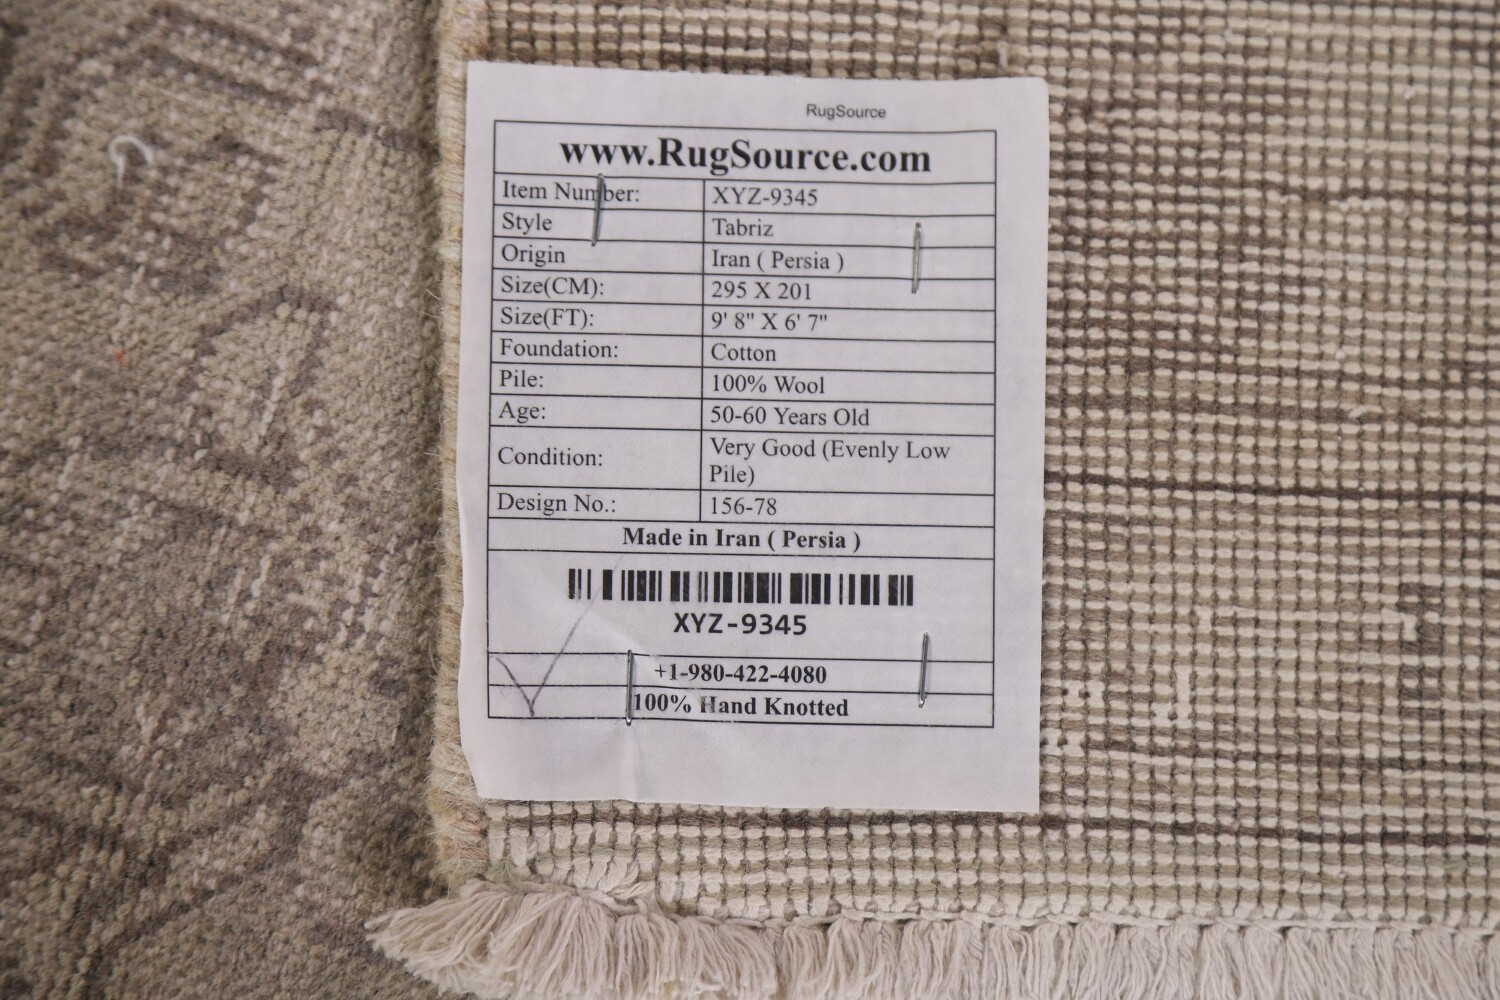 RugSource
www.RugSource.com
Item Number: XYZ-9345
Style Tabriz
Origin Iran ( Persia )
Size(CM): 295 X 201
Size(FT): 9' 8" X 6' 7"
Foundation: Cotton
Pile: 100% Wool
Age: 50-60 Years Old
Condition: Very Good (Evenly Low
Pile)
Design No.: 156-78
Made in Iran ( Persia )
XYZ-9345
+1-980-422-4080
100% Hand Knotted